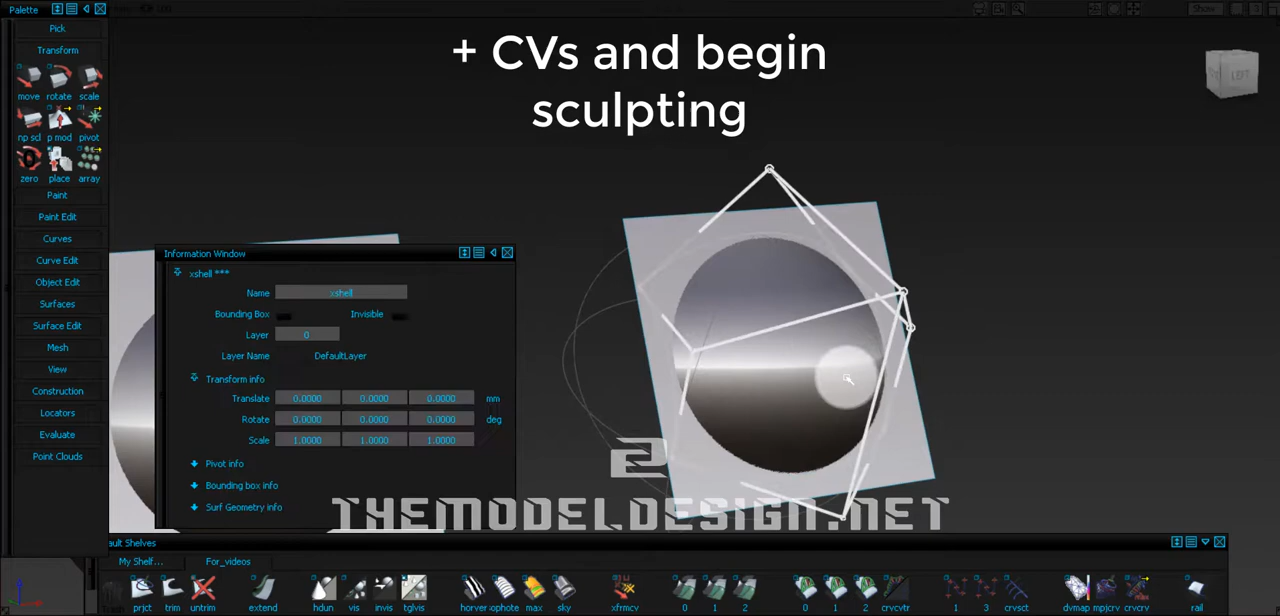 Palette
Show
Pick
+ CVs and begin
sculpting
Transform
LEFT
move rotate scale
np scl p mod pivot
zero place array
Paint
Paint Edit
Curves
Curve Edit
Object Edit
Surfaces
Surface Edit
Mesh
View
Construction
Locators
Evaluate
Point Clouds
Information Window
xshell ***
Name xshell
Bounding Box Invisible
Layer 0
Layer Name DefaultLayer
Transform info
Translate 0.0000 0.0000 0.0000 mm
Rotate 0.0000 0.0000 0.0000 deg
Scale 1.0000 1.0000 1.0000
Pivot info
Bounding box info
Surf Geometry info
THEMODELDESIGN.NET
ault Shelves
My Shelf... For_videos
prjct trim untrim extend hdun vis invis tglvis horver xphote max sky xfrmcv 0 1 2 0 1 2 crvcvtr 1 3 crvsct dvmap mpjcrv crvcrv rail